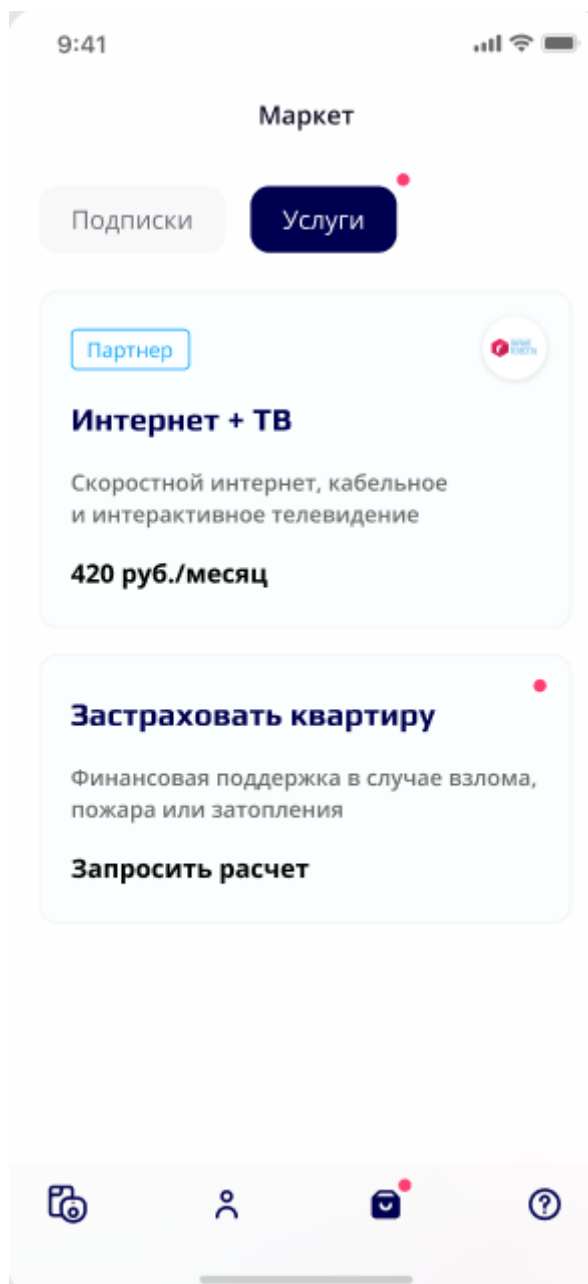 9:41
Маркет
Подписки
Услуги
Партнер
Интернет + ТВ
Скоростной интернет, кабельное
и интерактивное телевидение
420 руб./месяц
Застраховать квартиру
Финансовая поддержка в случае взлома,
пожара или затопления
Запросить расчет